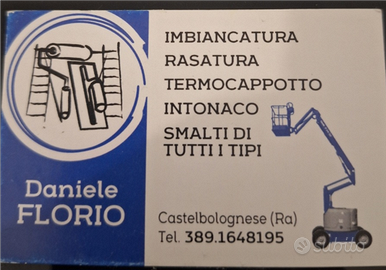 IMBIANCATURA
RASATURA
TERMOCAPPOTTO
INTONACO
SMALTI DI
TUTTI I TIPI
Daniele
FLORIO
Castelbolognese (Ra)
Tel. 389.1648195
subito